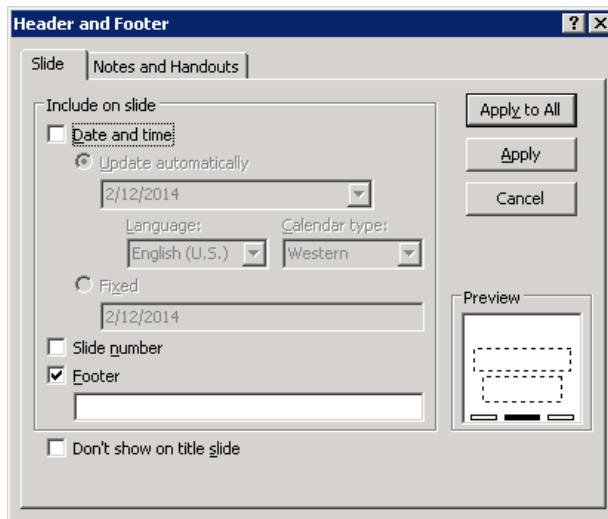 Header and Footer
Slide
Notes and Handouts
Include on slide
Date and time
Update automatically
2/12/2014
Language:
Calendar type:
English (U.S.)
Western
Fixed
2/12/2014
Slide number
Footer
Don't show on title slide
Apply to All
Apply
Cancel
Preview